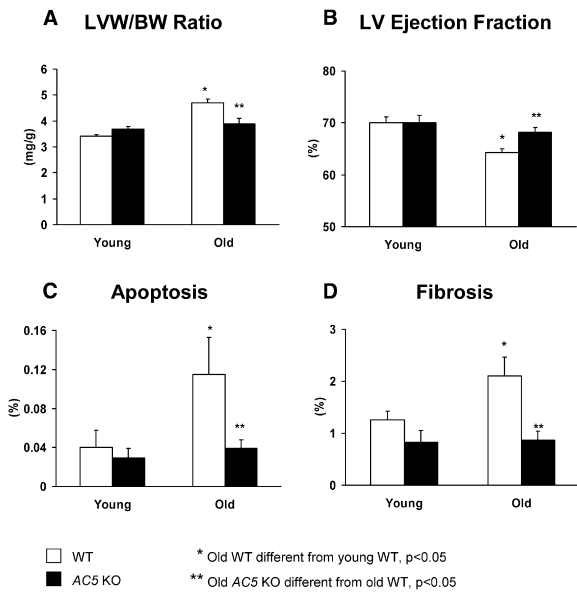 A LVW/BW Ratio
6
5
4
3
2
1
0
(mg/g)
*
**
Young Old
B LV Ejection Fraction
80
70
60
50
(%)
*
**
Young Old
C Apoptosis
0.16
0.12
0.08
0.04
0
(%)
*
**
Young Old
D Fibrosis
3
2
1
0
(%)
*
**
Young Old
WT
AC5 KO
* Old WT different from young WT, p<0.05
** Old AC5 KO different from old WT, p<0.05